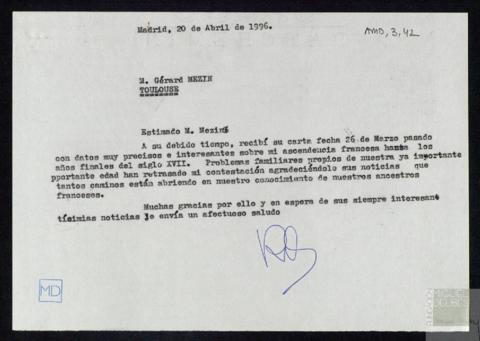 Madrid, 20 de Abril de 1996.
AMD, 3, 42
M. Gérard MEZIN
TOULOUSE
Estimado M. Mezin:
A su debido tiempo, recibí su carta fecha 26 de Marzo pasado
con datos muy precisos e interesantes sobre mi ascendencia francesa hasta los
años finales del siglo XVII. Problemas familiares propios de nuestra ya importante
pportante edad han retrasado mi contestación agradeciéndole sus noticias que
tantos caminos están abriendo en nuestro conocimiento de nuestros ancestros
franceses.
Muchas gracias por ello y en espera de sus siempre interesan
tísimias noticias le envía un afectuoso saludo
MD
FUNDACIÓN
MIGUEL
DELIBES